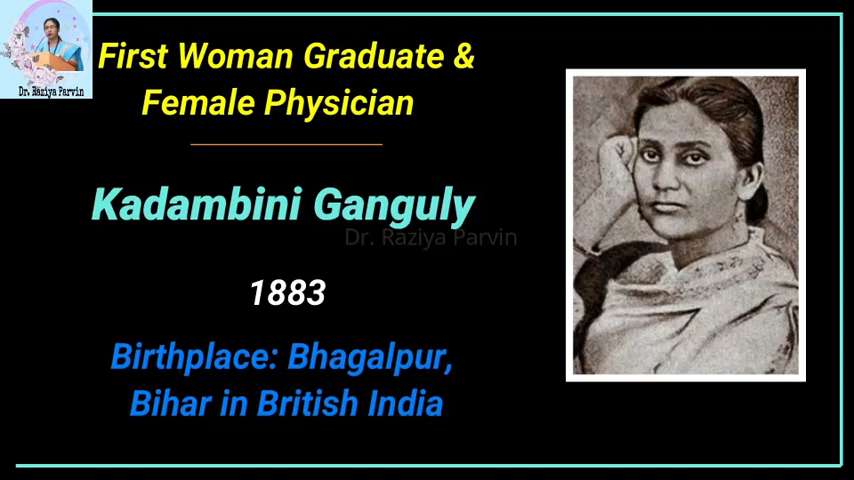 First Woman Graduate &
Female Physician
Kadambini Ganguly
Dr. Raziya Parvin
1883
Birthplace: Bhagalpur,
Bihar in British India
Dr. Raziya Parvin